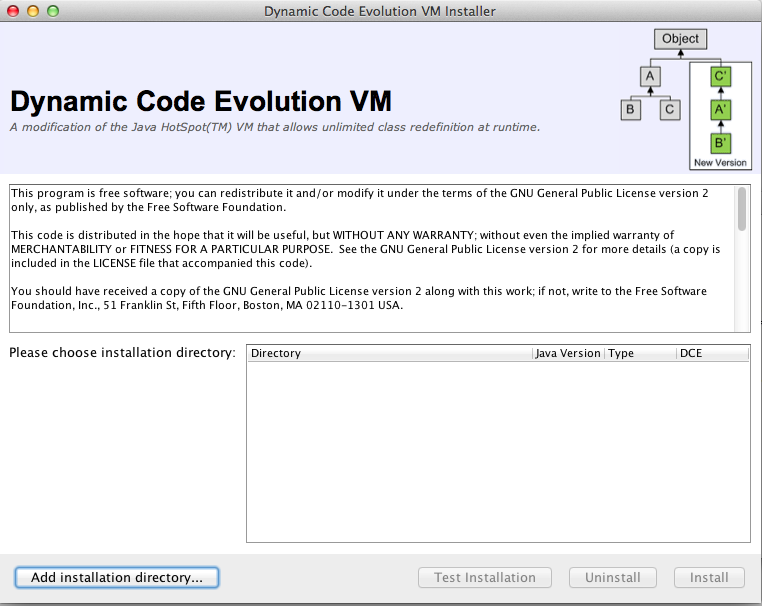 Dynamic Code Evolution VM Installer
Dynamic Code Evolution VM
A modification of the Java HotSpot(TM) VM that allows unlimited class redefinition at runtime.
Object
A
B
C
C'
A'
B'
New Version
This program is free software; you can redistribute it and/or modify it under the terms of the GNU General Public License version 2
only, as published by the Free Software Foundation.
This code is distributed in the hope that it will be useful, but WITHOUT ANY WARRANTY; without even the implied warranty of
MERCHANTABILITY or FITNESS FOR A PARTICULAR PURPOSE.  See the GNU General Public License version 2 for more details (a copy is
included in the LICENSE file that accompanied this code).
You should have received a copy of the GNU General Public License version 2 along with this work; if not, write to the Free Software
Foundation, Inc., 51 Franklin St, Fifth Floor, Boston, MA 02110-1301 USA.
Please choose installation directory:
Directory
Java Version
Type
DCE
Add installation directory...
Test Installation
Uninstall
Install